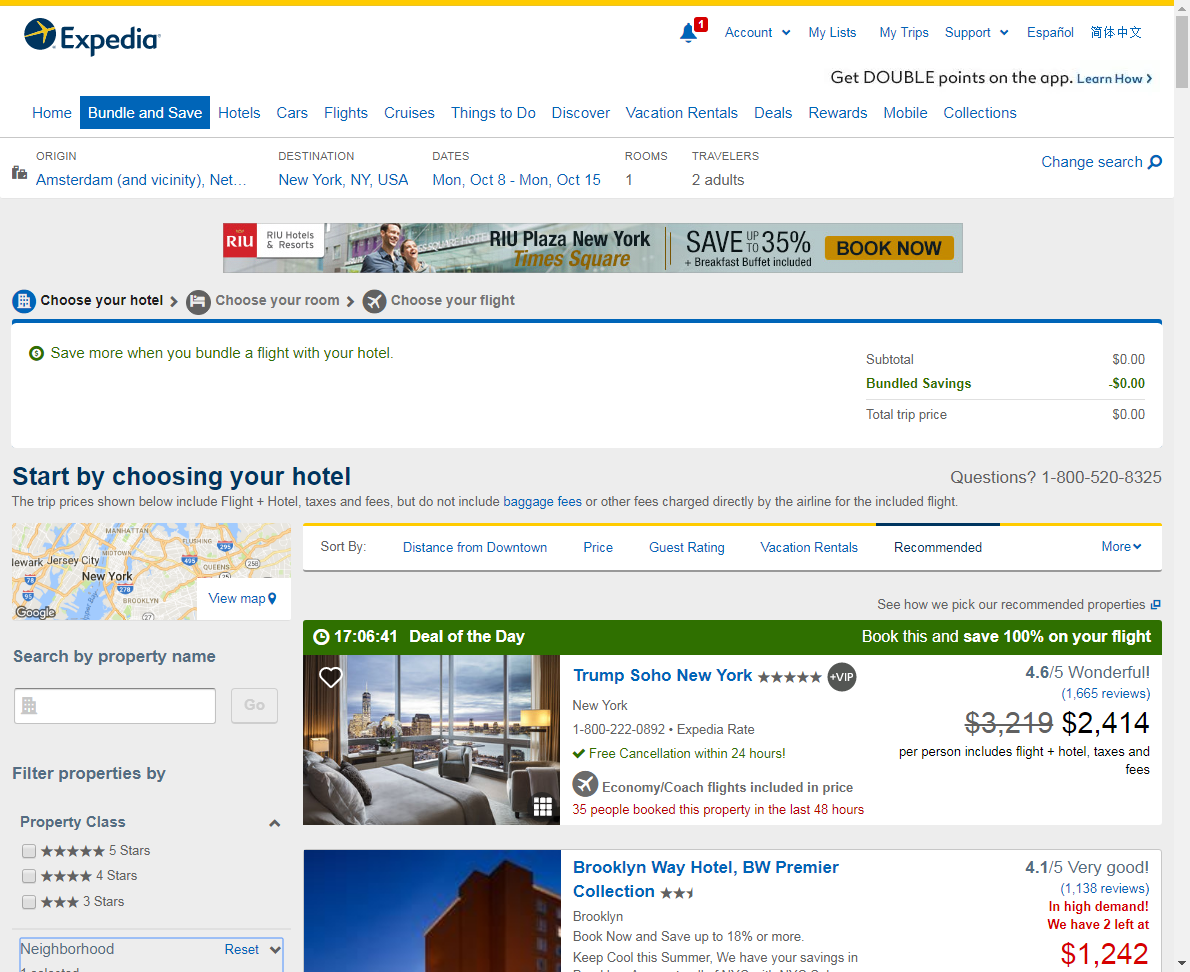 Expedia
1
Account
My Lists
My Trips
Support
Español
简体中文
Get DOUBLE points on the app. Learn How
Home
Bundle and Save
Hotels
Cars
Flights
Cruises
Things to Do
Discover
Vacation Rentals
Deals
Rewards
Mobile
Collections
ORIGIN
Amsterdam (and vicinity), Net...
DESTINATION
New York, NY, USA
DATES
Mon, Oct 8 - Mon, Oct 15
ROOMS
1
TRAVELERS
2 adults
Change search
RIU
RIU Hotels
& Resorts
RIU Plaza New York
Times Square
SAVE UP TO 35%
+ Breakfast Buffet included
BOOK NOW
Choose your hotel
Choose your room
Choose your flight
Save more when you bundle a flight with your hotel.
Subtotal $0.00
Bundled Savings -$0.00
Total trip price $0.00
Start by choosing your hotel
Questions? 1-800-520-8325
The trip prices shown below include Flight + Hotel, taxes and fees, but do not include baggage fees or other fees charged directly by the airline for the included flight.
MANHATTAN
FLUSHING
295
MIDTOWN
ewark
Jersey City
495
QUEENS
258
New York
78
278
95
BROOKLYN
27
Google
View map
Sort By:
Distance from Downtown
Price
Guest Rating
Vacation Rentals
Recommended
More
See how we pick our recommended properties
Search by property name
Go
Filter properties by
Property Class
5 Stars
4 Stars
3 Stars
Neighborhood
Reset
1 selected
17:06:41 Deal of the Day
Book this and save 100% on your flight
Trump Soho New York
+VIP
New York
1-800-222-0892 • Expedia Rate
Free Cancellation within 24 hours!
Economy/Coach flights included in price
35 people booked this property in the last 48 hours
4.6/5 Wonderful!
(1,665 reviews)
$3,219 $2,414
per person includes flight + hotel, taxes and
fees
Brooklyn Way Hotel, BW Premier
Collection
Brooklyn
Book Now and Save up to 18% or more.
Keep Cool this Summer, We have your savings in
4.1/5 Very good!
(1,138 reviews)
In high demand!
We have 2 left at
$1,242